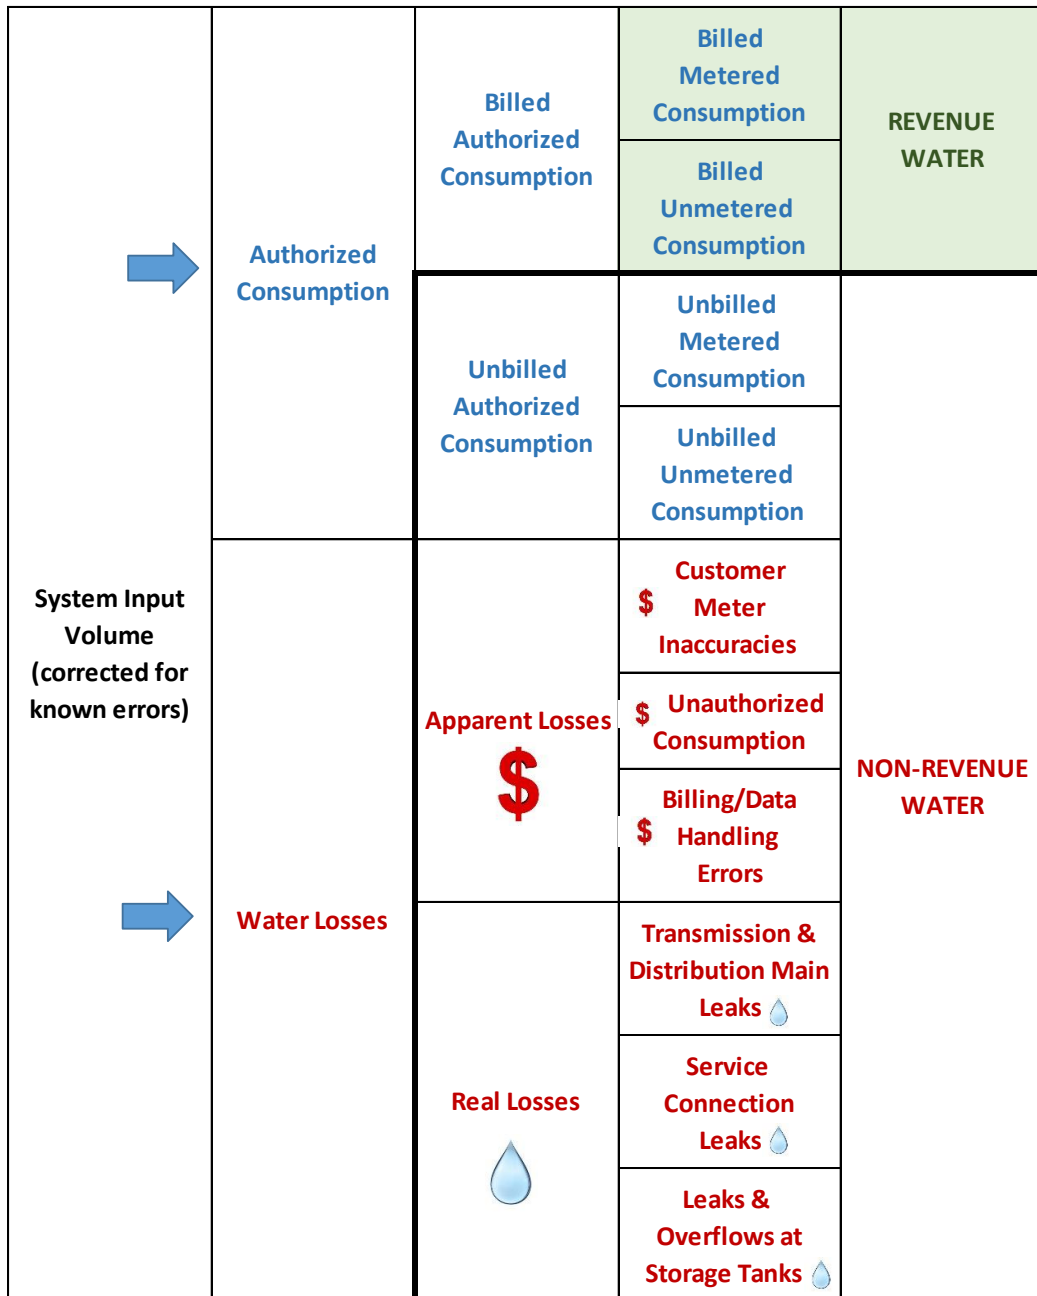 System Input
Volume
(corrected for
known errors)
Authorized
Consumption
Water Losses
Billed
Authorized
Consumption
Unbilled
Authorized
Consumption
Apparent Losses
$
Real Losses
Billed
Metered
Consumption
Billed
Unmetered
Consumption
Unbilled
Metered
Consumption
Unbilled
Unmetered
Consumption
Customer
$ Meter
Inaccuracies
$ Unauthorized
Consumption
Billing/Data
$ Handling
Errors
Transmission &
Distribution Main
Leaks
Service
Connection
Leaks
Leaks &
Overflows at
Storage Tanks
REVENUE
WATER
NON-REVENUE
WATER